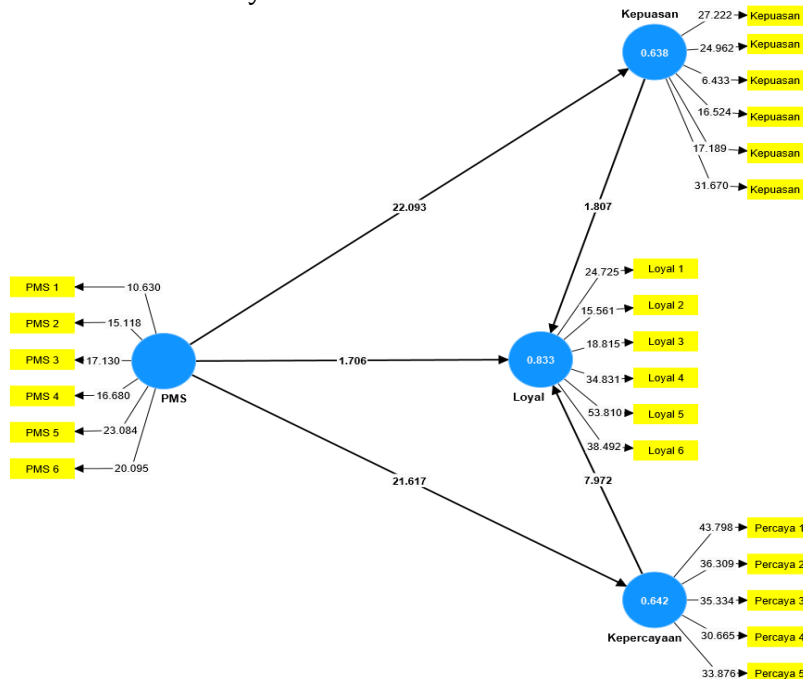 Kepuasan
0.638
27.222
Kepuasan
24.962
Kepuasan
6.433
Kepuasan
16.524
Kepuasan
17.189
Kepuasan
31.670
Kepuasan
22.093
1.807
PMS 1
10.630
PMS 2
15.118
PMS 3
17.130
PMS 4
16.680
PMS 5
23.084
PMS 6
20.095
PMS
1.706
0.833
Loyal
24.725
Loyal 1
15.561
Loyal 2
18.815
Loyal 3
34.831
Loyal 4
53.810
Loyal 5
38.492
Loyal 6
21.617
7.972
0.642
Kepercayaan
43.798
Percaya 1
36.309
Percaya 2
35.334
Percaya 3
30.665
Percaya 4
33.876
Percaya 5